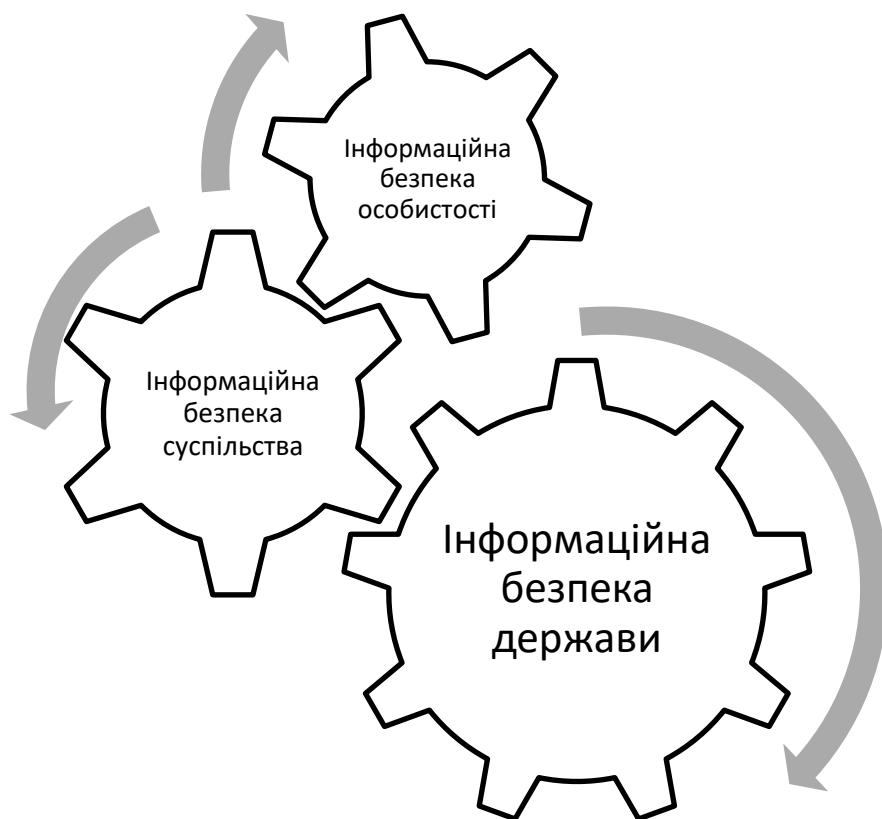 Інформаційна
безпека
особистості
Інформаційна
безпека
суспільства
Інформаційна
безпека
держави